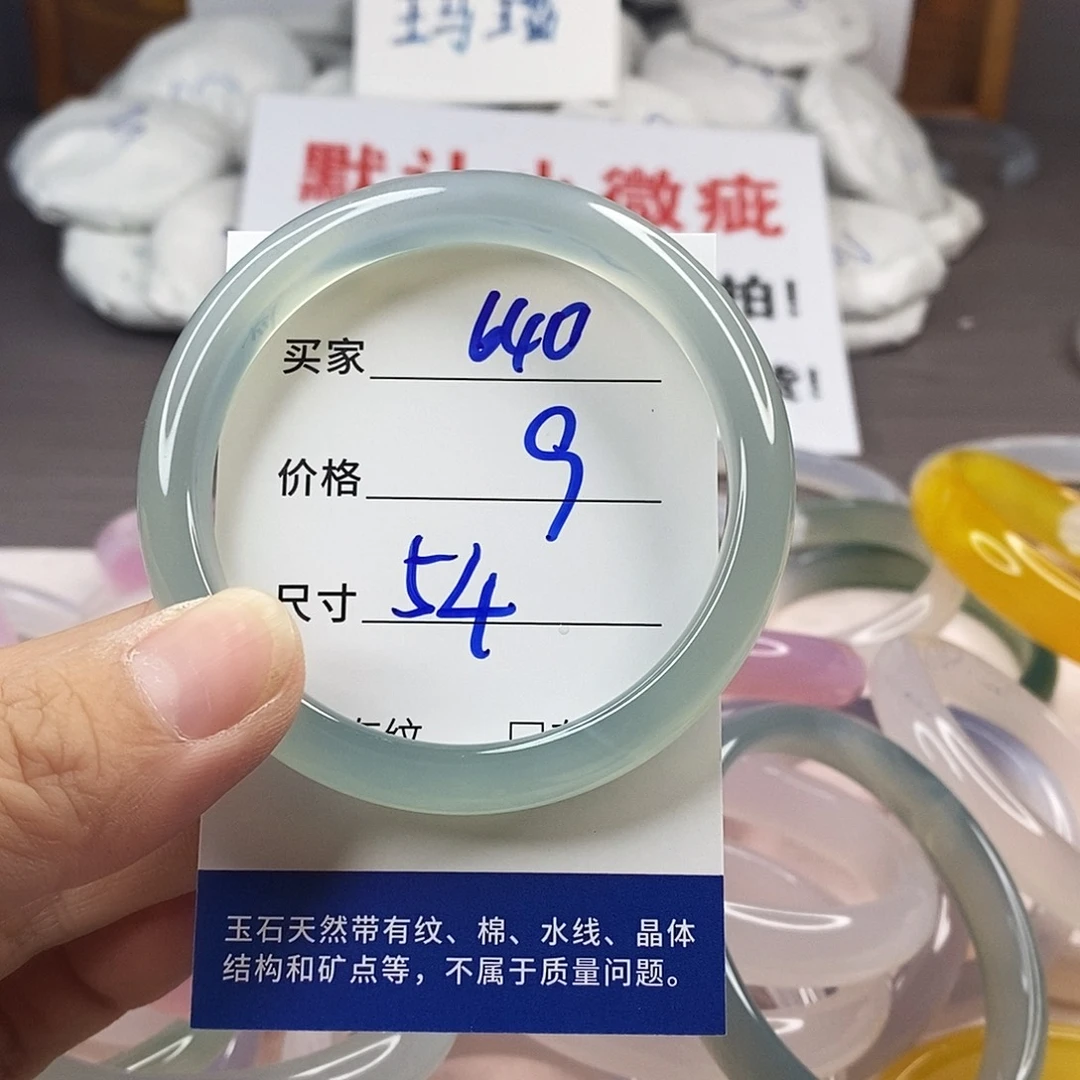 玛瑙
默认小微疵
拍！
买家 640
价格 9
尺寸 54
玉石天然带有纹、棉、水线、晶体
结构和矿点等，不属于质量问题。